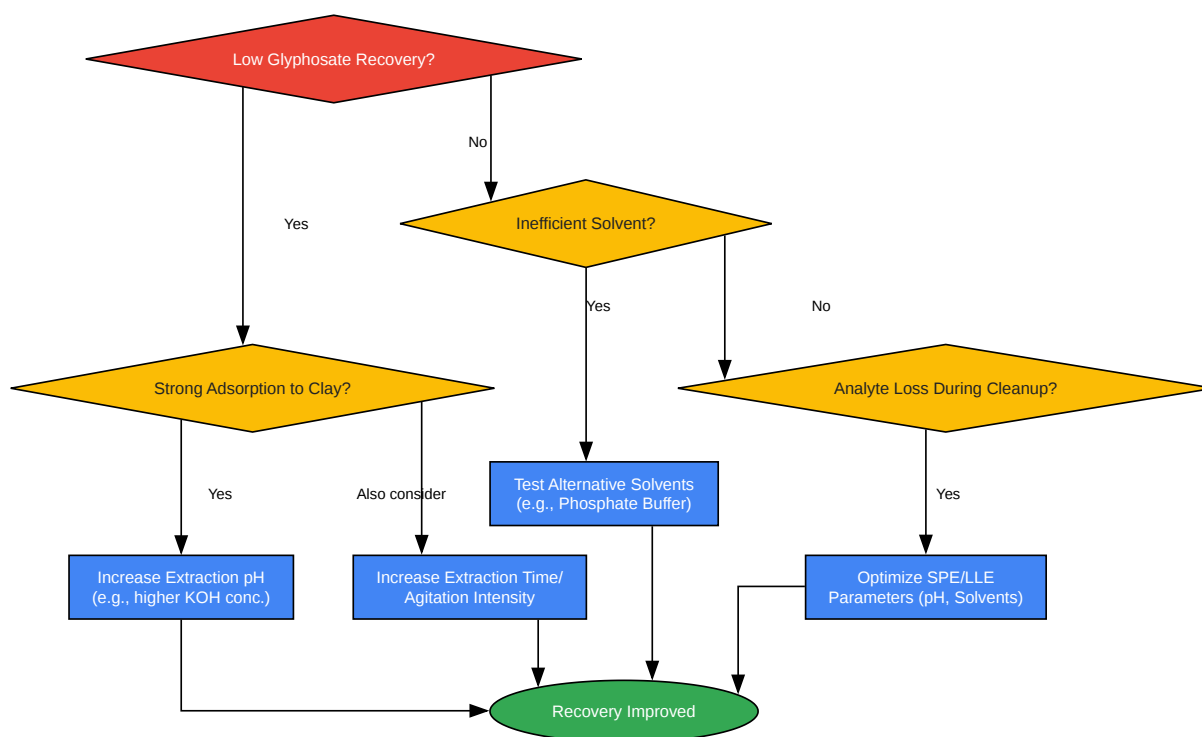 Low Glyphosate Recovery?
No
Yes
Inefficient Solvent?
Yes
No
Strong Adsorption to Clay?
Analyte Loss During Cleanup?
Yes
Also consider
Test Alternative Solvents
(e.g., Phosphate Buffer)
Yes
Increase Extraction pH
(e.g., higher KOH conc.)
Increase Extraction Time/
Agitation Intensity
Optimize SPE/LLE
Parameters (pH, Solvents)
Recovery Improved